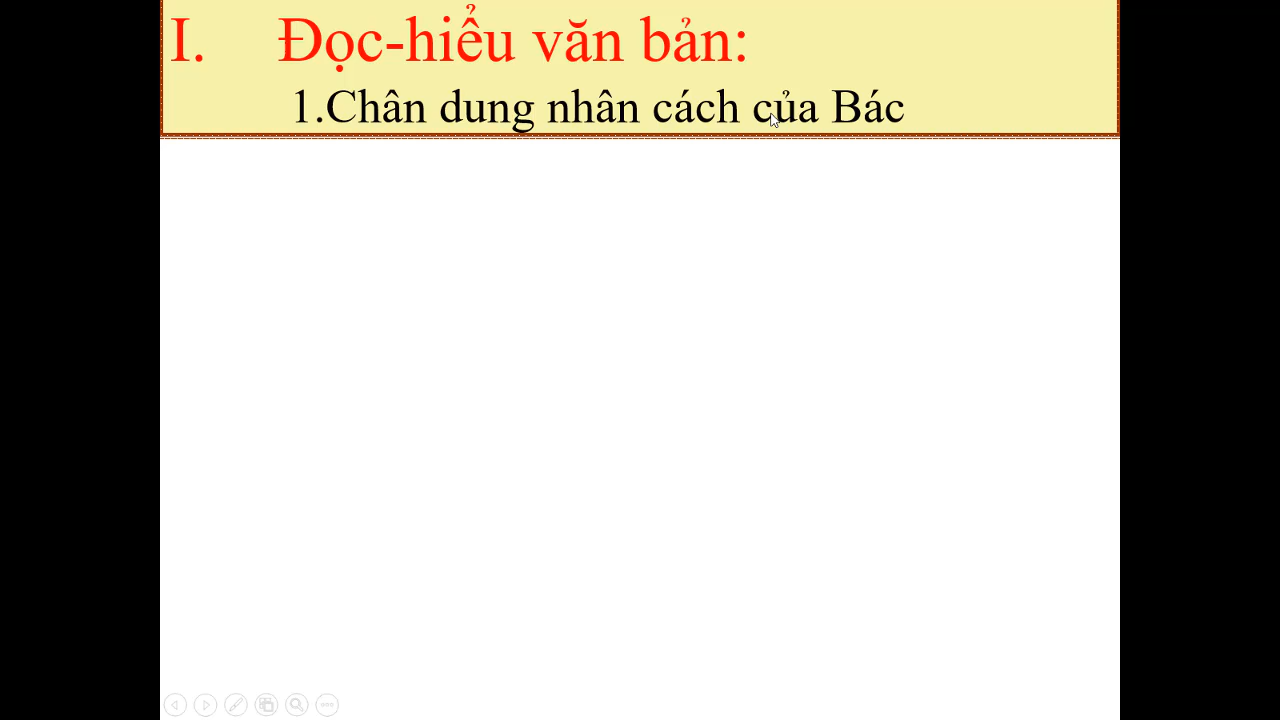 I. Đọc-hiểu văn bản:
1.Chân dung nhân cách của Bác